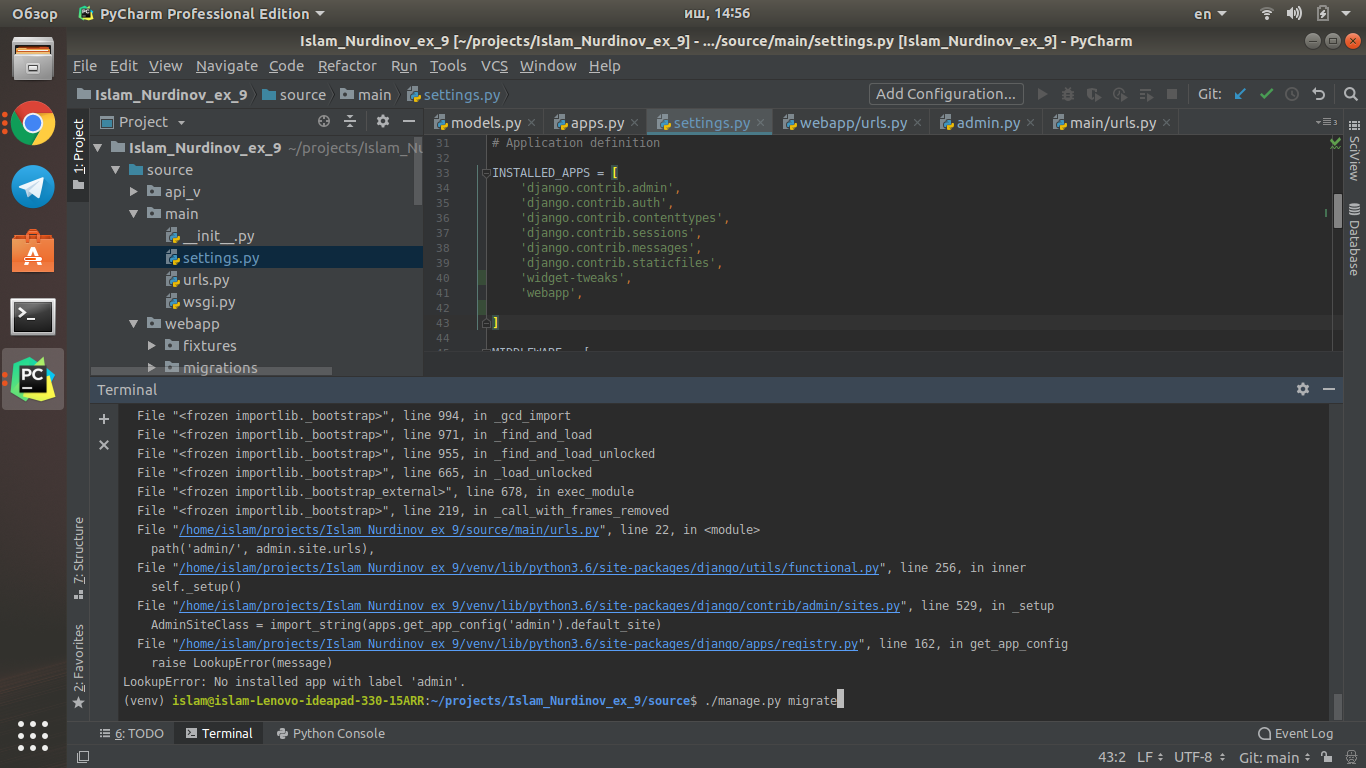 Обзор
PyCharm Professional Edition
иш, 14:56
en
Islam_Nurdinov_ex_9 [~/projects/Islam_Nurdinov_ex_9] - .../source/main/settings.py [Islam_Nurdinov_ex_9] - PyCharm
File Edit View Navigate Code Refactor Run Tools VCS Window Help
Islam_Nurdinov_ex_9 source main settings.py
Add Configuration...
Git:
1: Project
Project
models.py apps.py settings.py webapp/urls.py admin.py main/urls.py
3
Islam_Nurdinov_ex_9 ~/projects/Islam_Nu
source
api_v
main
__init__.py
settings.py
urls.py
wsgi.py
webapp
fixtures
migrations
31 # Application definition
32
33 INSTALLED_APPS = [
34 'django.contrib.admin',
35 'django.contrib.auth',
36 'django.contrib.contenttypes',
37 'django.contrib.sessions',
38 'django.contrib.messages',
39 'django.contrib.staticfiles',
40 'widget-tweaks',
41 'webapp',
42
43 ]
44
SciView
Database
Terminal
File "<frozen importlib._bootstrap>", line 994, in _gcd_import
File "<frozen importlib._bootstrap>", line 971, in _find_and_load
File "<frozen importlib._bootstrap>", line 955, in _find_and_load_unlocked
File "<frozen importlib._bootstrap>", line 665, in _load_unlocked
File "<frozen importlib._bootstrap_external>", line 678, in exec_module
File "<frozen importlib._bootstrap>", line 219, in _call_with_frames_removed
File "/home/islam/projects/Islam_Nurdinov_ex_9/source/main/urls.py", line 22, in <module>
path('admin/', admin.site.urls),
File "/home/islam/projects/Islam_Nurdinov_ex_9/venv/lib/python3.6/site-packages/django/utils/functional.py", line 256, in inner
self._setup()
File "/home/islam/projects/Islam_Nurdinov_ex_9/venv/lib/python3.6/site-packages/django/contrib/admin/sites.py", line 529, in _setup
AdminSiteClass = import_string(apps.get_app_config('admin').default_site)
File "/home/islam/projects/Islam_Nurdinov_ex_9/venv/lib/python3.6/site-packages/django/apps/registry.py", line 162, in get_app_config
raise LookupError(message)
LookupError: No installed app with label 'admin'.
(venv) islam@islam-Lenovo-ideapad-330-15ARR:~/projects/Islam_Nurdinov_ex_9/source$ ./manage.py migrate
7: Structure
2: Favorites
6: TODO Terminal Python Console
Event Log
43:2 LF UTF-8 Git: main